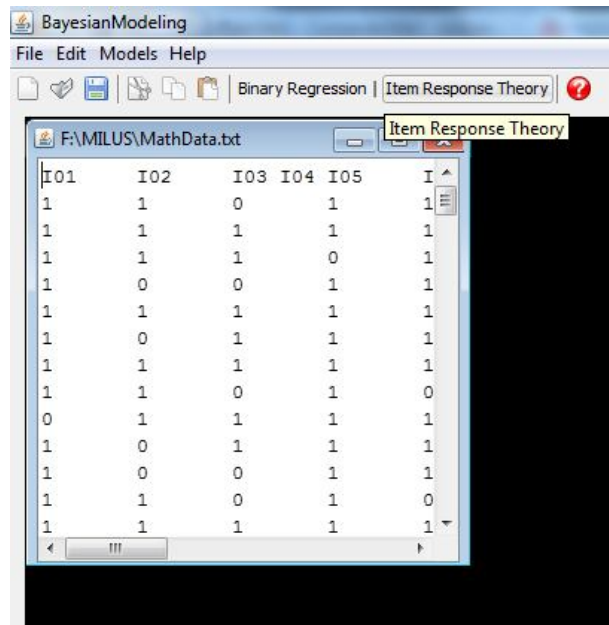 BayesianModeling
File Edit Models Help
Binary Regression | Item Response Theory
Item Response Theory
F:\MILUS\MathData.txt
I01 I02 I03 I04 I05 I
1 1 0 1 1
1 1 1 1 1
1 1 1 0 1
1 0 0 1 1
1 1 1 1 1
1 0 1 1 1
1 1 1 1 1
1 1 0 1 0
0 1 1 1 1
1 0 1 1 1
1 0 0 1 1
1 1 0 1 0
1 1 1 1 1